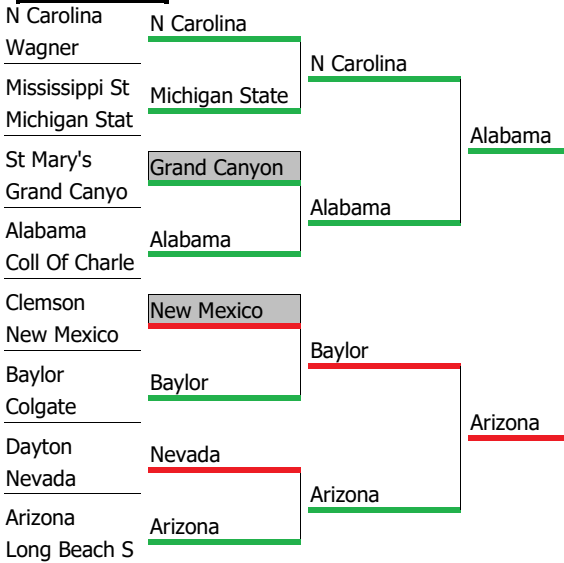 N Carolina
Wagner
Mississippi St
Michigan Stat
St Mary's
Grand Canyo
Alabama
Coll Of Charle
Clemson
New Mexico
Baylor
Colgate
Dayton
Nevada
Arizona
Long Beach S
N Carolina
Michigan State
Grand Canyon
Alabama
New Mexico
Baylor
Nevada
Arizona
N Carolina
Alabama
Baylor
Arizona
Alabama
Arizona